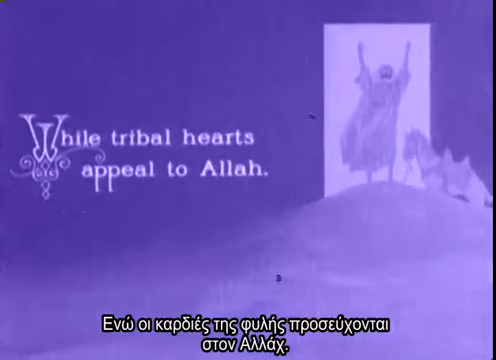 While tribal hearts
appeal to Allah.
Ενώ οι καρδιές της φυλής προσεύχονται
στον Αλλάχ.